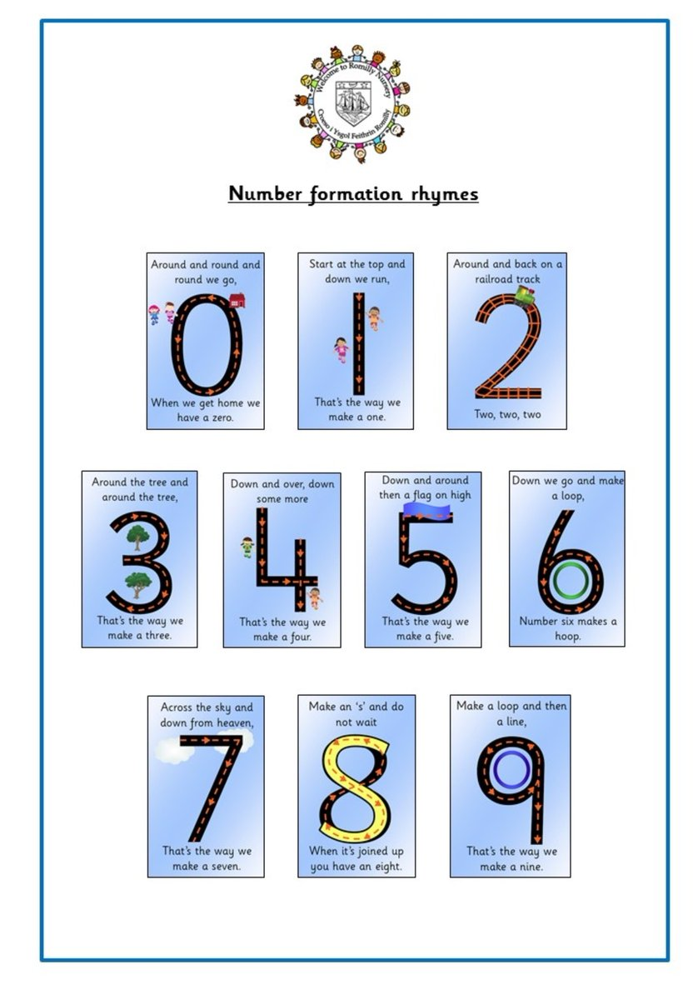 Welcome to Romilly Nursery
Croeso i Ysgol Feithrin Romilly
Number formation rhymes
Around and round and
round we go,
0
When we get home we
have a zero.
Start at the top and
down we run,
1
That's the way we
make a one.
Around and back on a
railroad track
2
Two, two, two
Around the tree and
around the tree,
3
That's the way we
make a three.
Down and over, down
some more
4
That's the way we
make a four.
Down and around
then a flag on high
5
That's the way we
make a five.
Down we go and make
a loop,
6
Number six makes a
hoop.
Across the sky and
down from heaven,
7
That's the way we
make a seven.
Make an ‘s’ and do
not wait
8
When it's joined up
you have an eight.
Make a loop and then
a line,
9
That's the way we
make a nine.